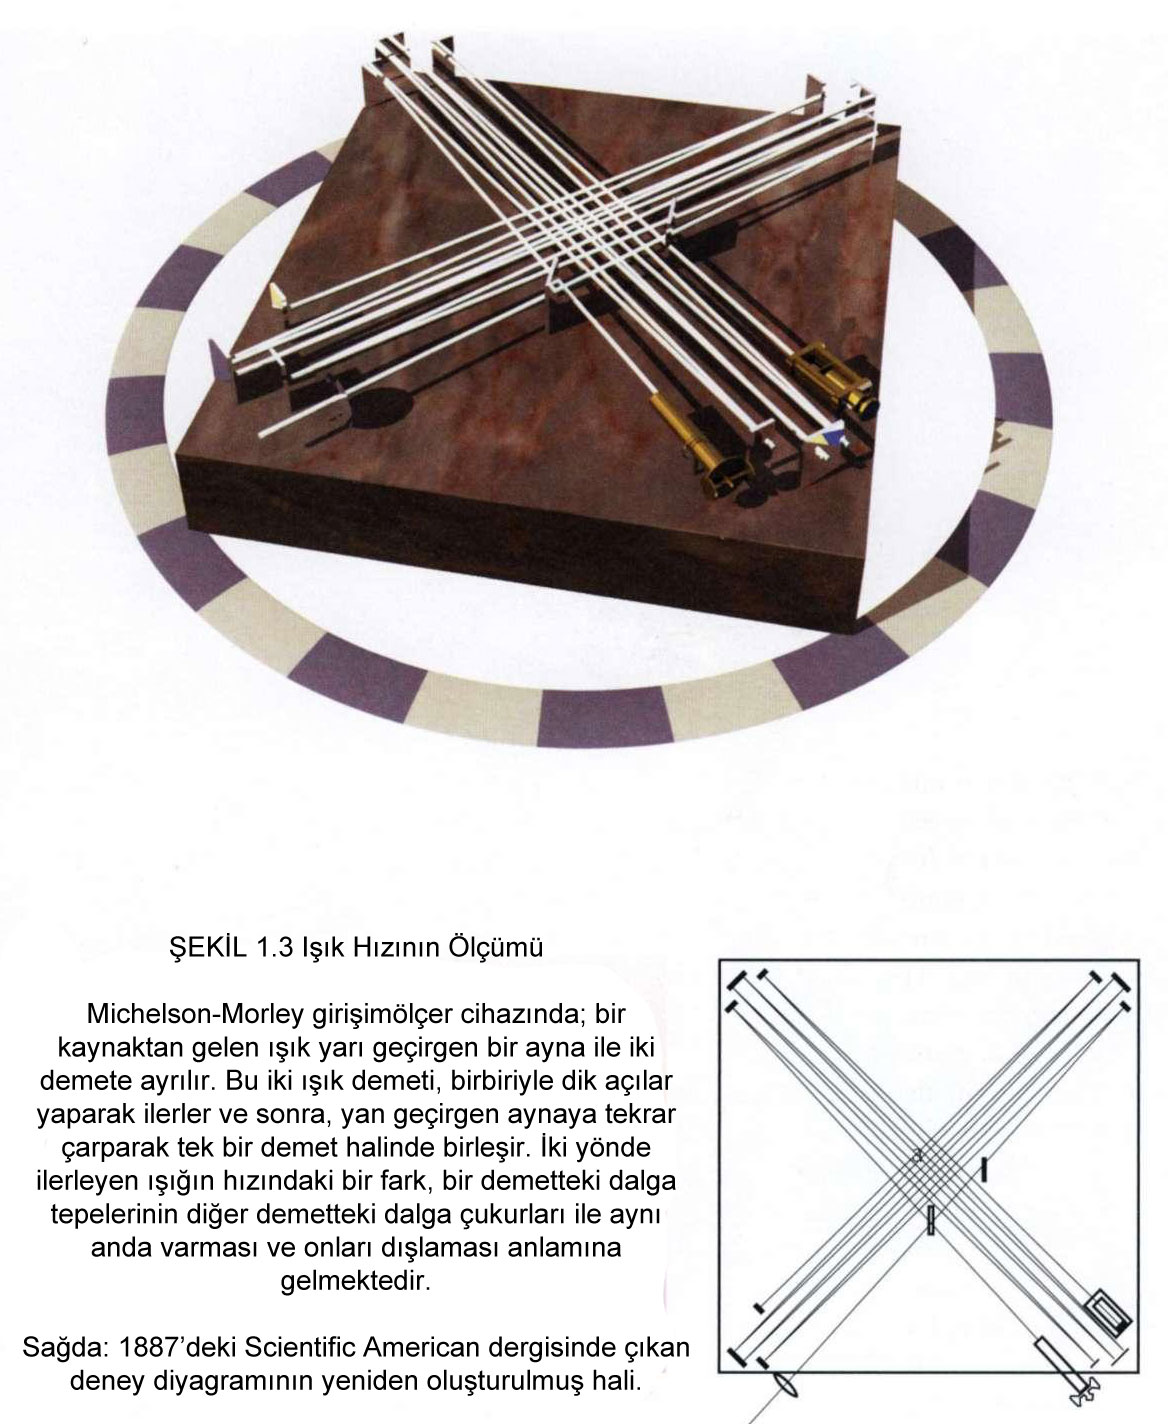 ŞEKİL 1.3 Işık Hızının Ölçümü
Michelson-Morley girişimölçer cihazında; bir
kaynaktan gelen ışık yarı geçirgen bir ayna ile iki
demete ayrılır. Bu iki ışık demeti, birbiriyle dik açılar
yaparak ilerler ve sonra, yan geçirgen aynaya tekrar
çarparak tek bir demet halinde birleşir. İki yönde
ilerleyen ışığın hızındaki bir fark, bir demetteki dalga
tepelerinin diğer demetteki dalga çukurları ile aynı
anda varması ve onları dışlaması anlamına
gelmektedir.
Sağda: 1887’deki Scientific American dergisinde çıkan
deney diyagramının yeniden oluşturulmuş hali.